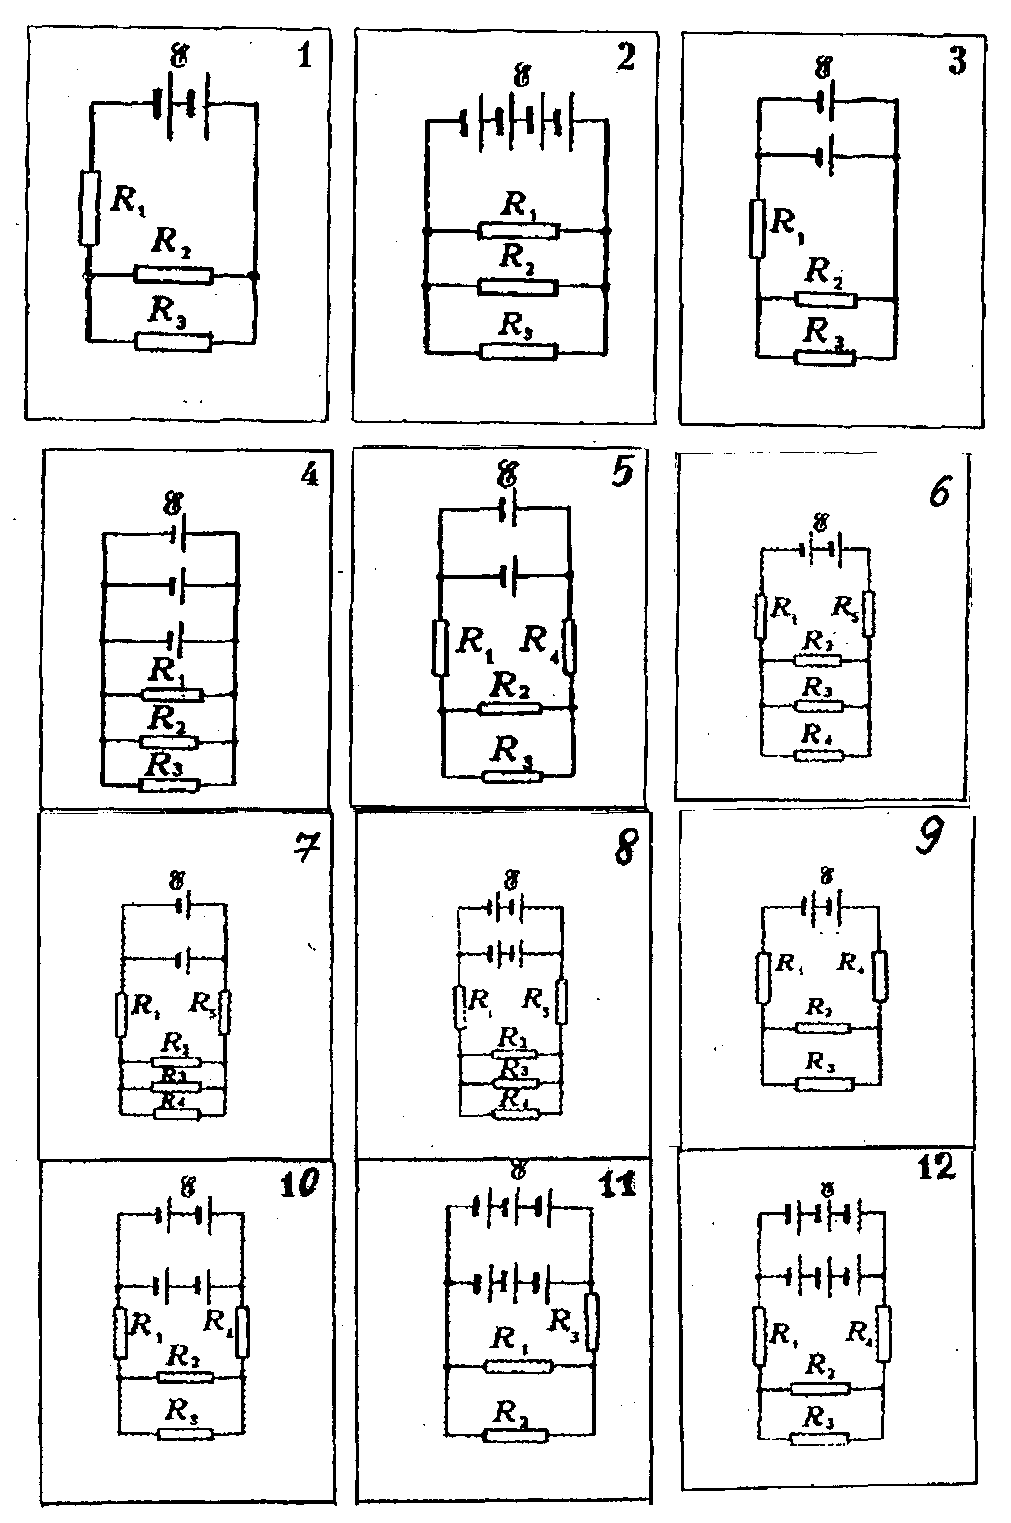 1
ℰ
R₁
R₂
R₃
2
ℰ
R₁
R₂
R₃
3
ℰ
R₁
R₂
R₃
4
ℰ
R₁
R₂
R₃
5
ℰ
R₁ R₄
R₂
R₃
6
ℰ
R₁ R₅
R₂
R₃
R₄
7
ℰ
R₁ R₅
R₂
R₃
R₄
8
ℰ
R₁ R₅
R₂
R₃
R₄
9
ℰ
R₁ R₄
R₂
R₃
10
ℰ
R₁ R₄
R₂
R₃
11
ℰ
R₃
R₁
R₂
12
ℰ
R₁ R₄
R₂
R₃